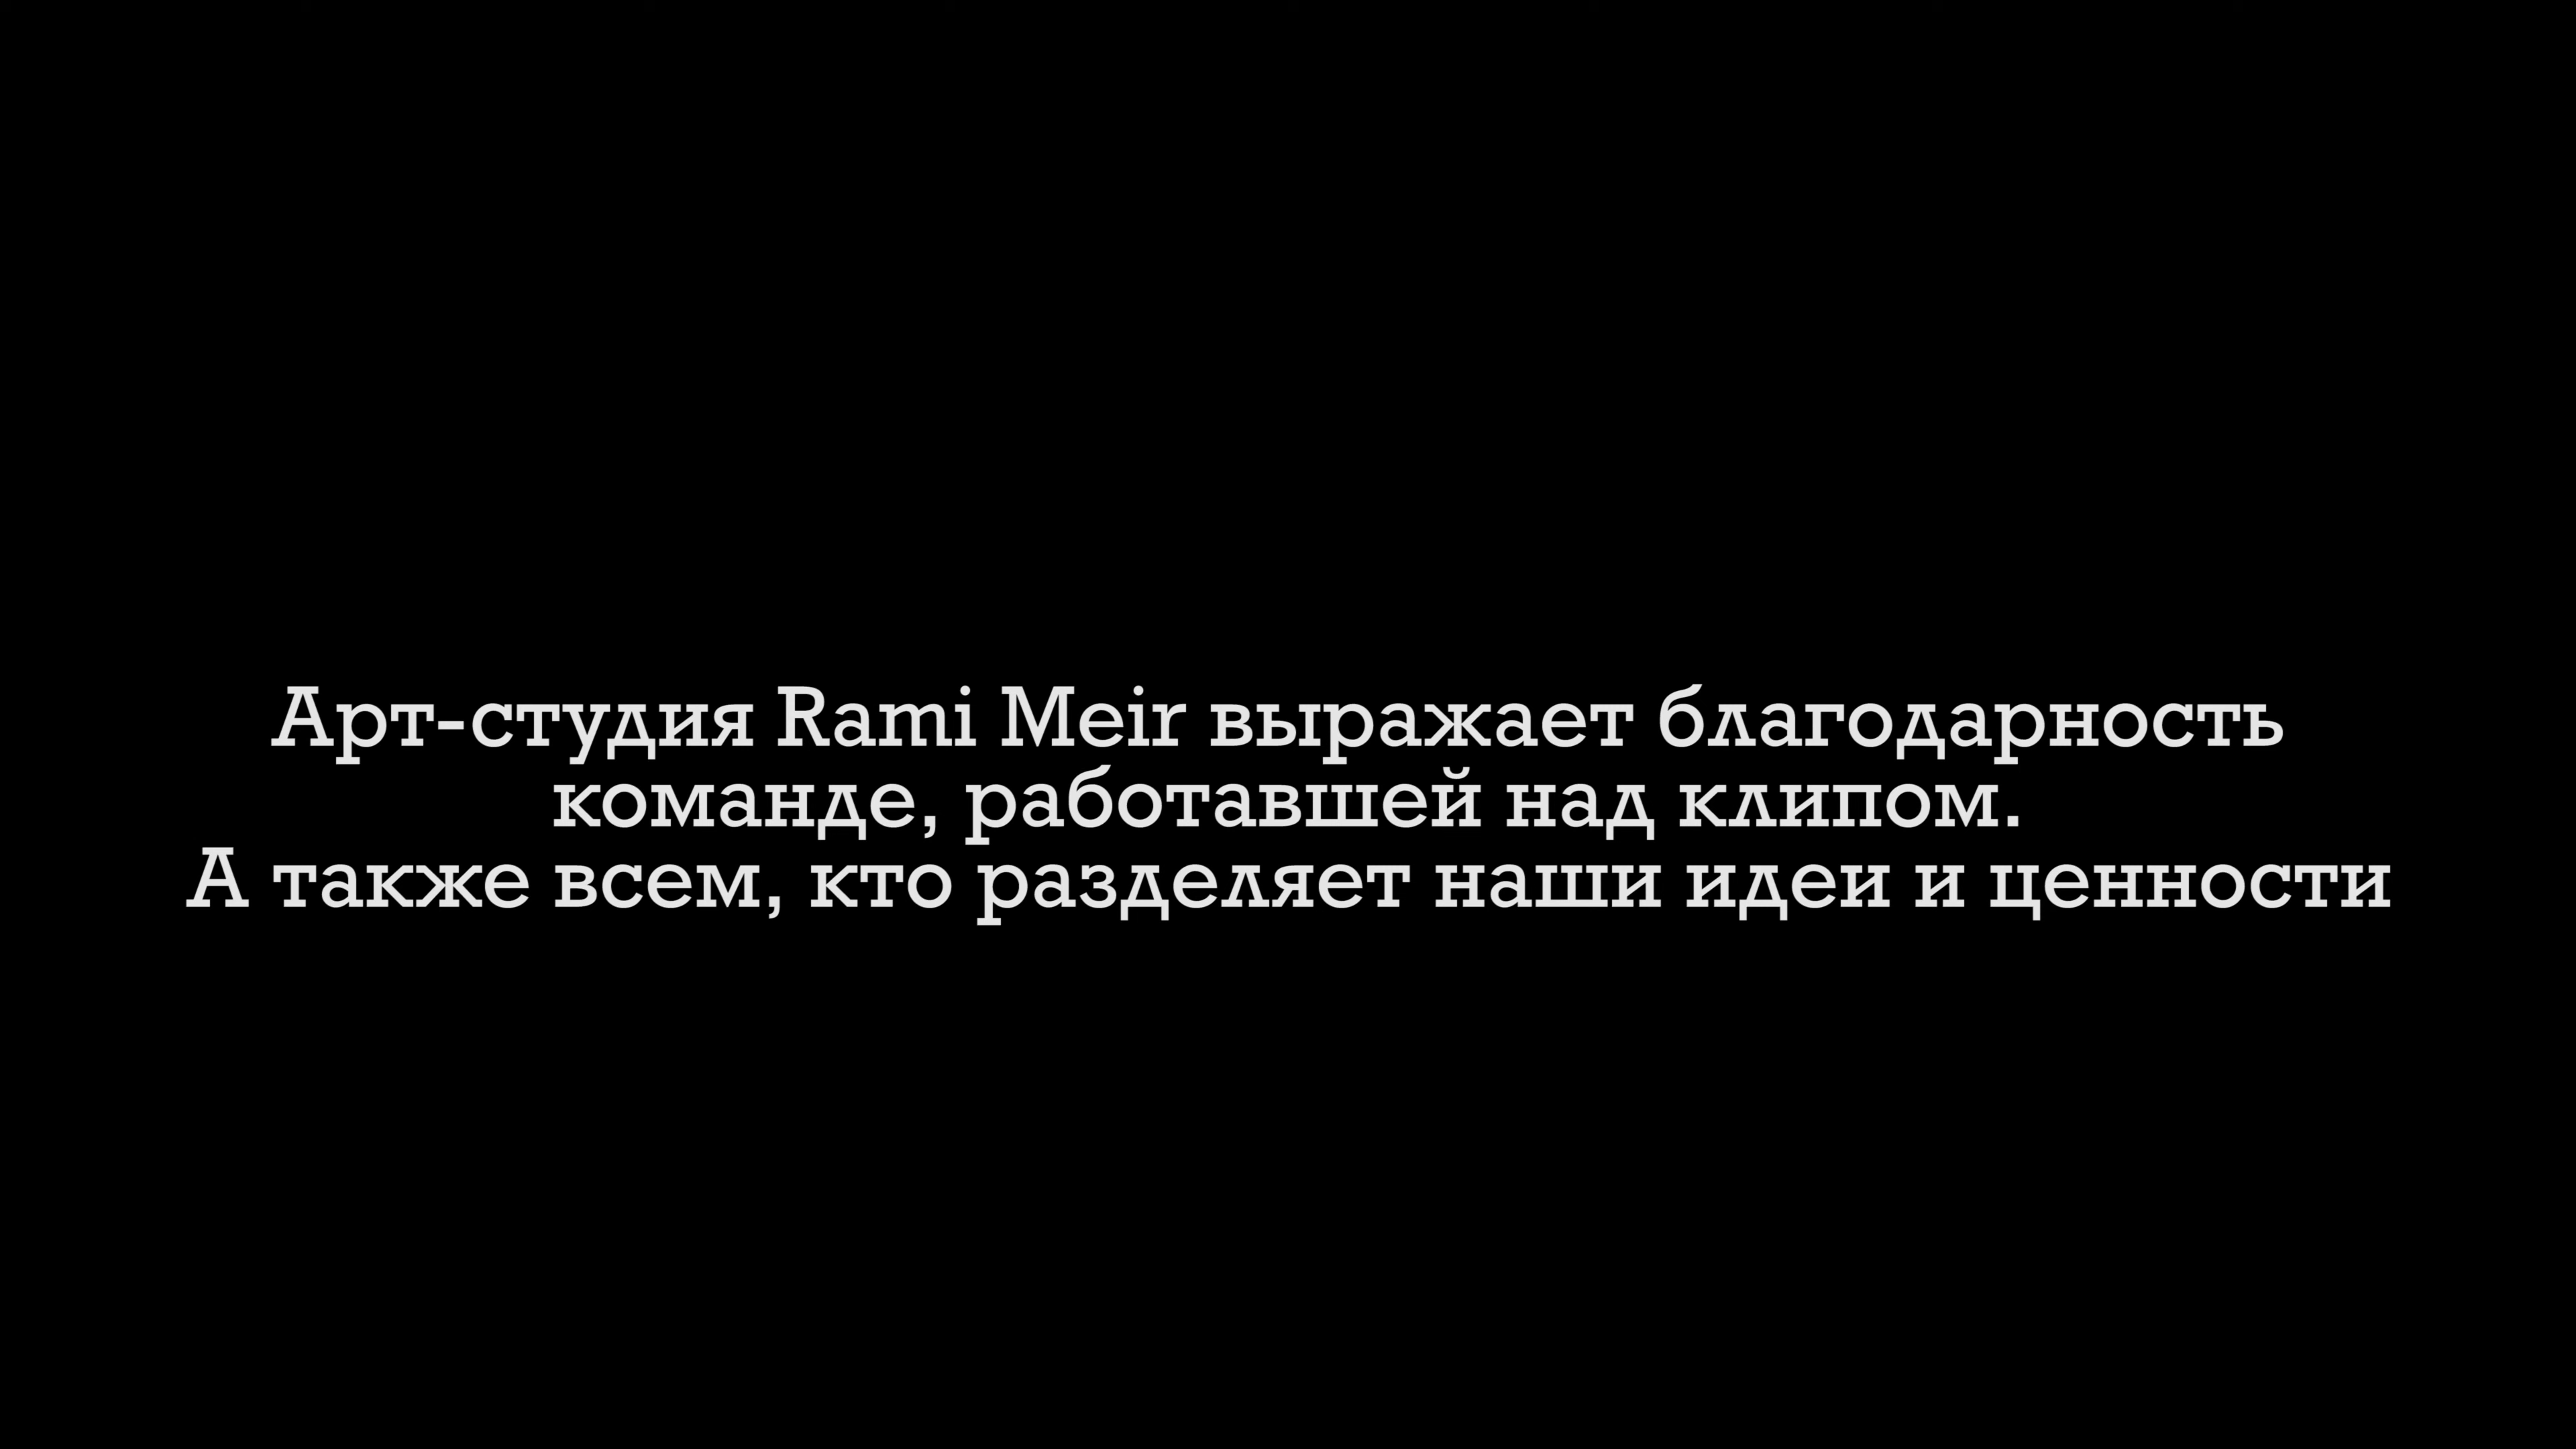 Арт-студия Rami Meir выражает благодарность
команде, работавшей над клипом.
А также всем, кто разделяет наши идеи и ценности